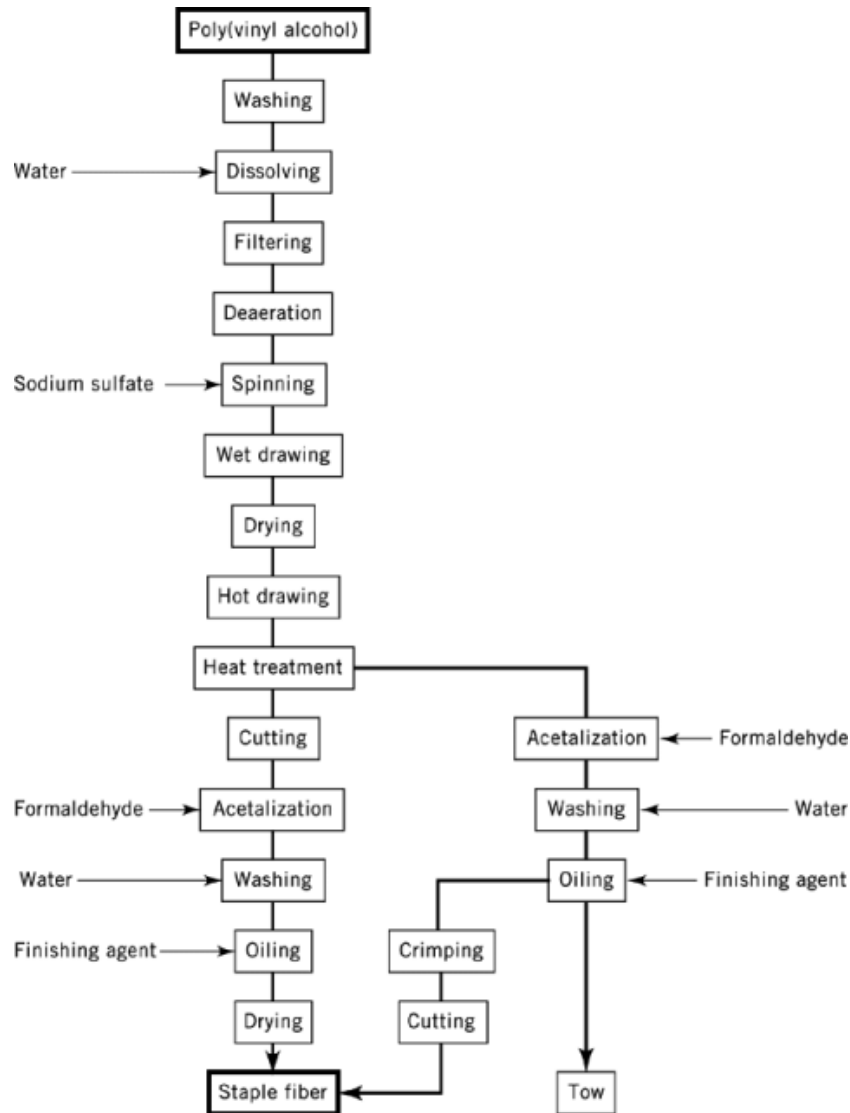 Poly(vinyl alcohol)
Washing
Water
Dissolving
Filtering
Deaeration
Sodium sulfate
Spinning
Wet drawing
Drying
Hot drawing
Heat treatment
Cutting
Acetalization
Formaldehyde
Formaldehyde
Acetalization
Washing
Water
Water
Washing
Oiling
Finishing agent
Finishing agent
Oiling
Crimping
Drying
Cutting
Staple fiber
Tow